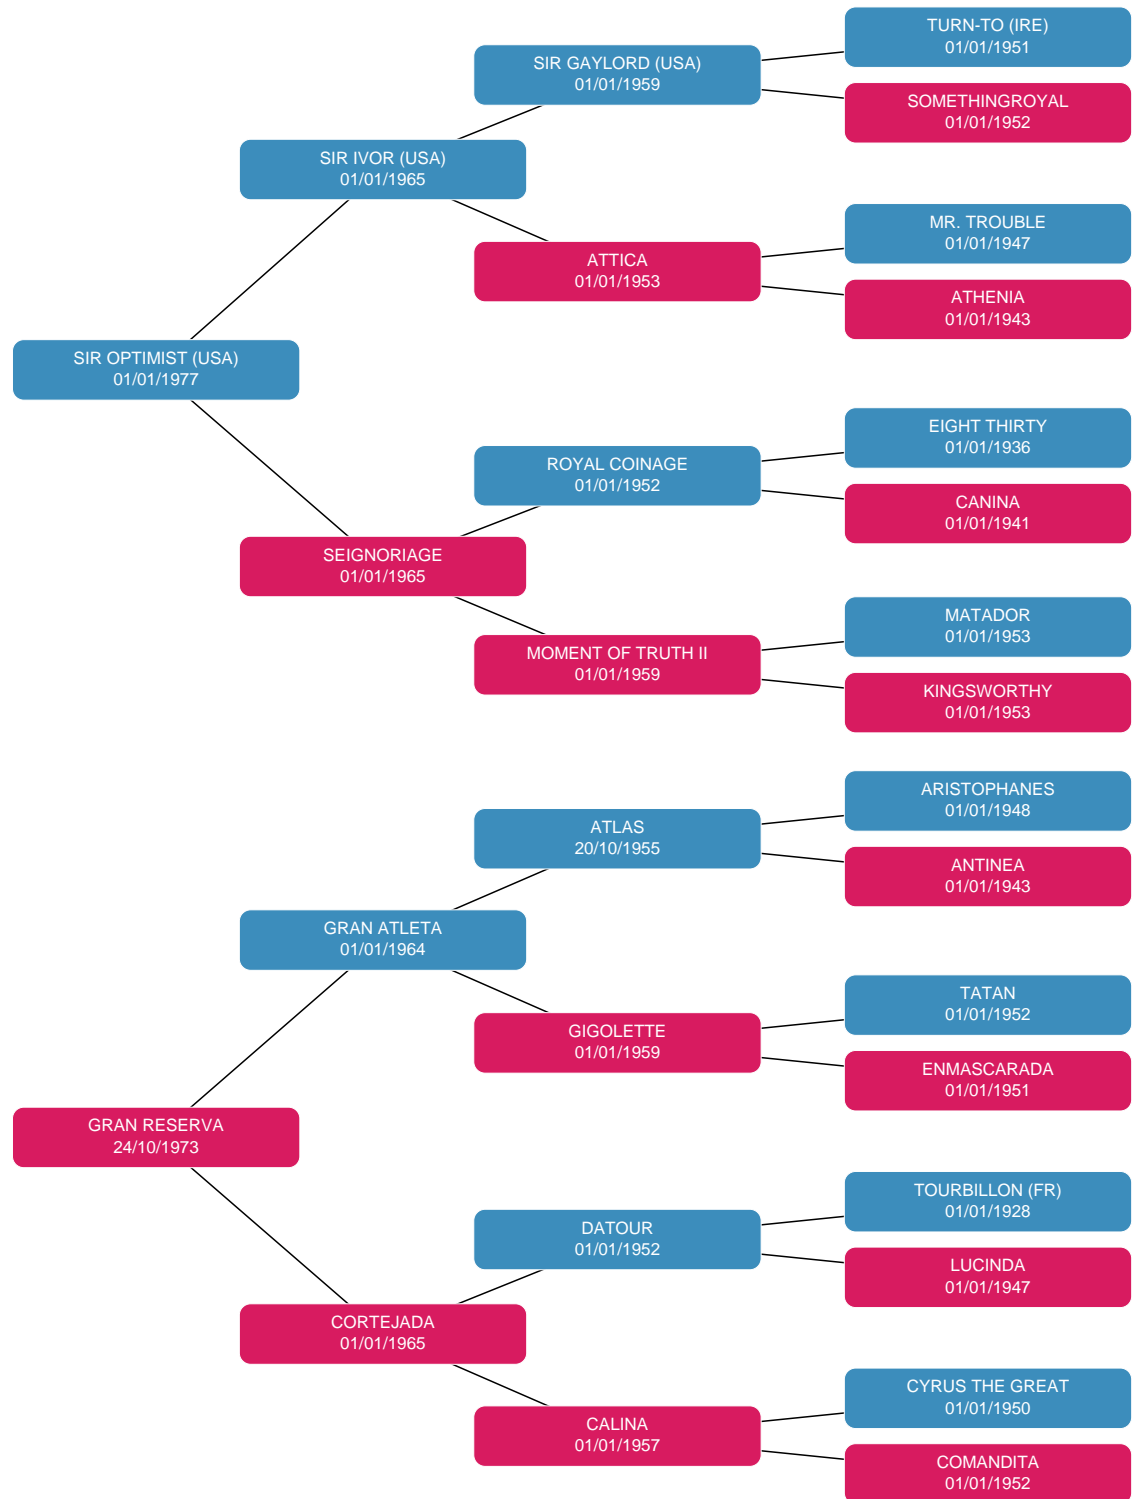 TURN-TO (IRE)
01/01/1951
SIR GAYLORD (USA)
01/01/1959
SOMETHINGROYAL
01/01/1952
SIR IVOR (USA)
01/01/1965
MR. TROUBLE
01/01/1947
ATTICA
01/01/1953
ATHENIA
01/01/1943
SIR OPTIMIST (USA)
01/01/1977
EIGHT THIRTY
01/01/1936
ROYAL COINAGE
01/01/1952
CANINA
01/01/1941
SEIGNORIAGE
01/01/1965
MATADOR
01/01/1953
MOMENT OF TRUTH II
01/01/1959
KINGSWORTHY
01/01/1953
ARISTOPHANES
01/01/1948
ATLAS
20/10/1955
ANTINEA
01/01/1943
GRAN ATLETA
01/01/1964
TATAN
01/01/1952
GIGOLETTE
01/01/1959
ENMASCARADA
01/01/1951
GRAN RESERVA
24/10/1973
TOURBILLON (FR)
01/01/1928
DATOUR
01/01/1952
LUCINDA
01/01/1947
CORTEJADA
01/01/1965
CYRUS THE GREAT
01/01/1950
CALINA
01/01/1957
COMANDITA
01/01/1952